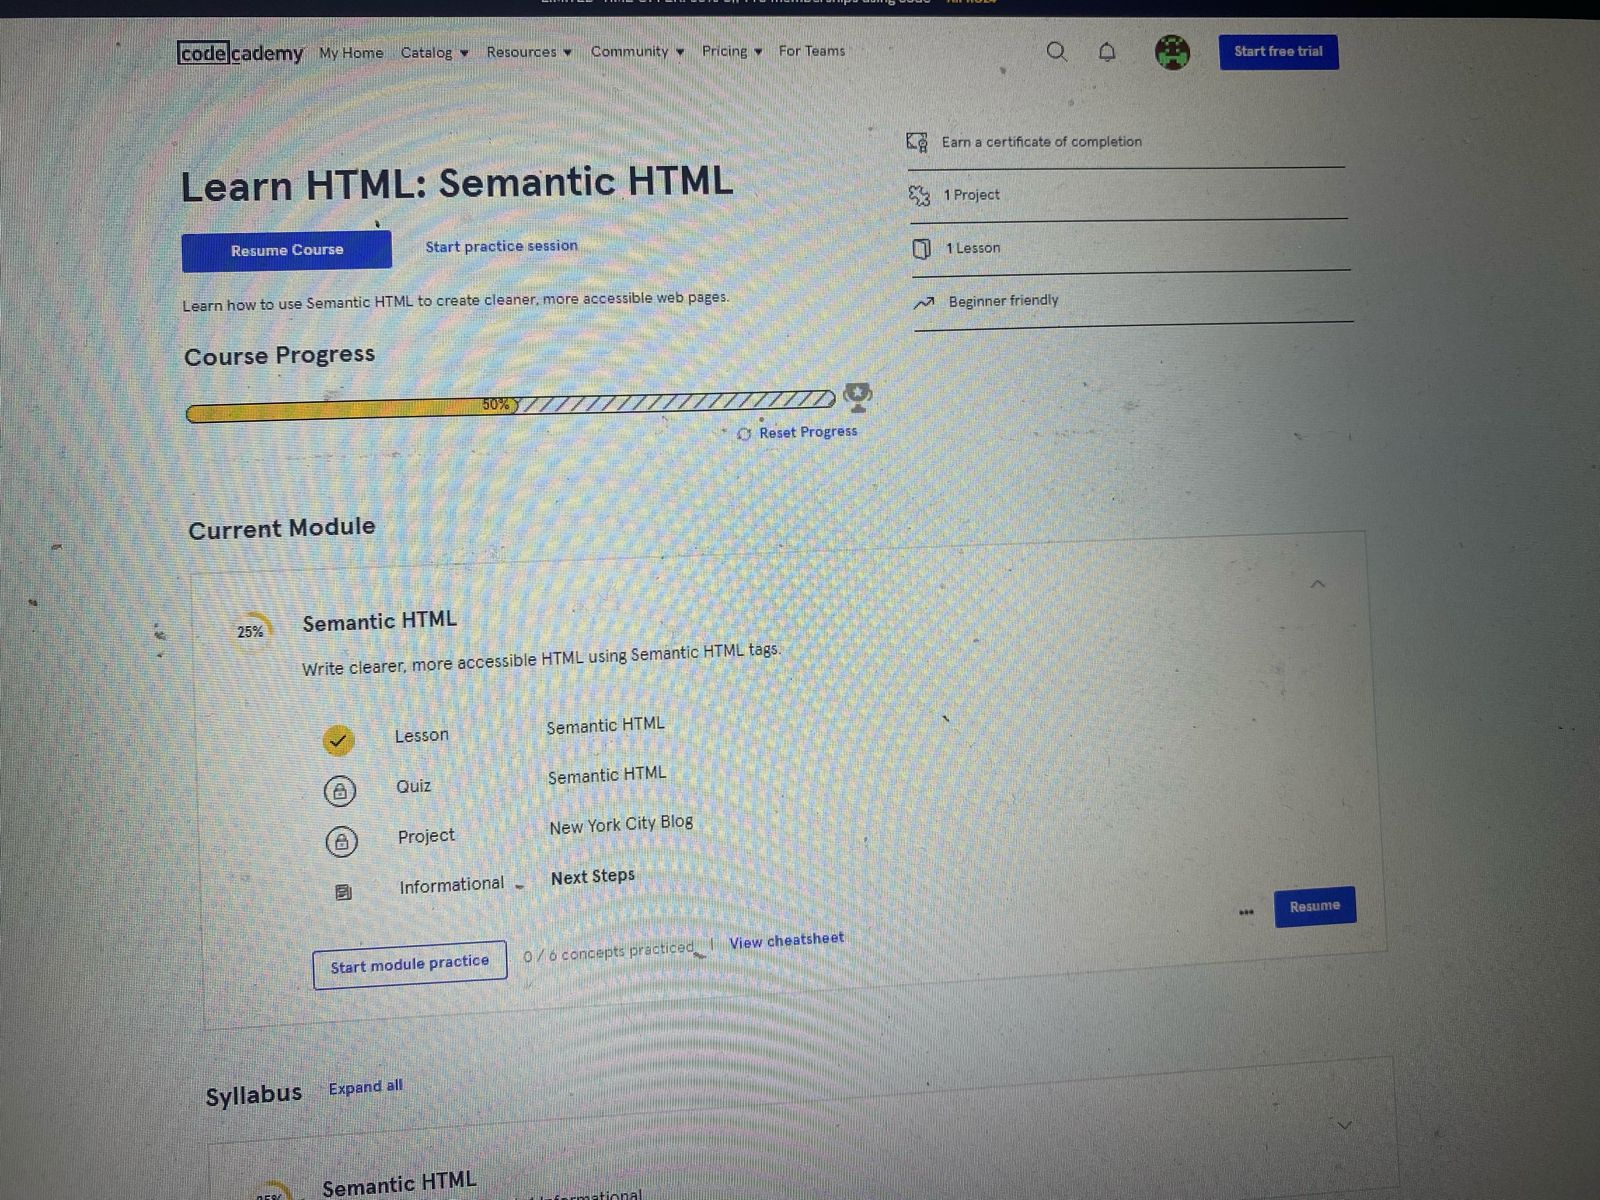 codecademy My Home Catalog Resources Community Pricing For Teams Start free trial
Learn HTML: Semantic HTML
Resume Course Start practice session
Learn how to use Semantic HTML to create cleaner, more accessible web pages.
Earn a certificate of completion
1 Project
1 Lesson
Beginner friendly
Course Progress
50%
Reset Progress
Current Module
25% Semantic HTML
Write clearer, more accessible HTML using Semantic HTML tags.
Lesson Semantic HTML
Quiz Semantic HTML
Project New York City Blog
Informational Next Steps
... Resume
Start module practice 0 / 6 concepts practiced | View cheatsheet
Syllabus Expand all
Semantic HTML